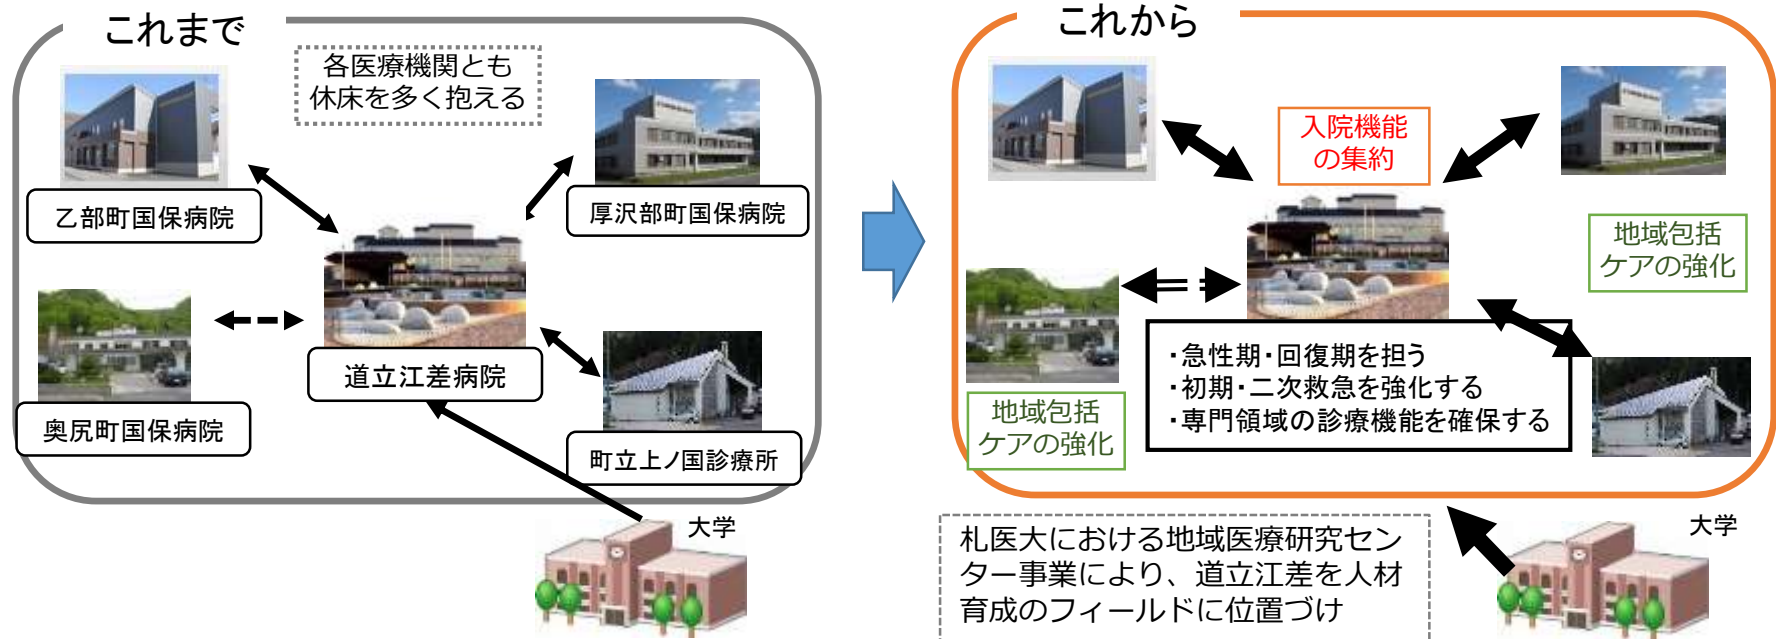 これまで
各医療機関とも
休床を多く抱える
乙部町国保病院
厚沢部町国保病院
道立江差病院
奥尻町国保病院
町立上ノ国診療所
大学
これから
入院機能
の集約
地域包括
ケアの強化
・急性期・回復期を担う
・初期・二次救急を強化する
・専門領域の診療機能を確保する
地域包括
ケアの強化
札医大における地域医療研究セン
ター事業により、道立江差を人材
育成のフィールドに位置づけ
大学